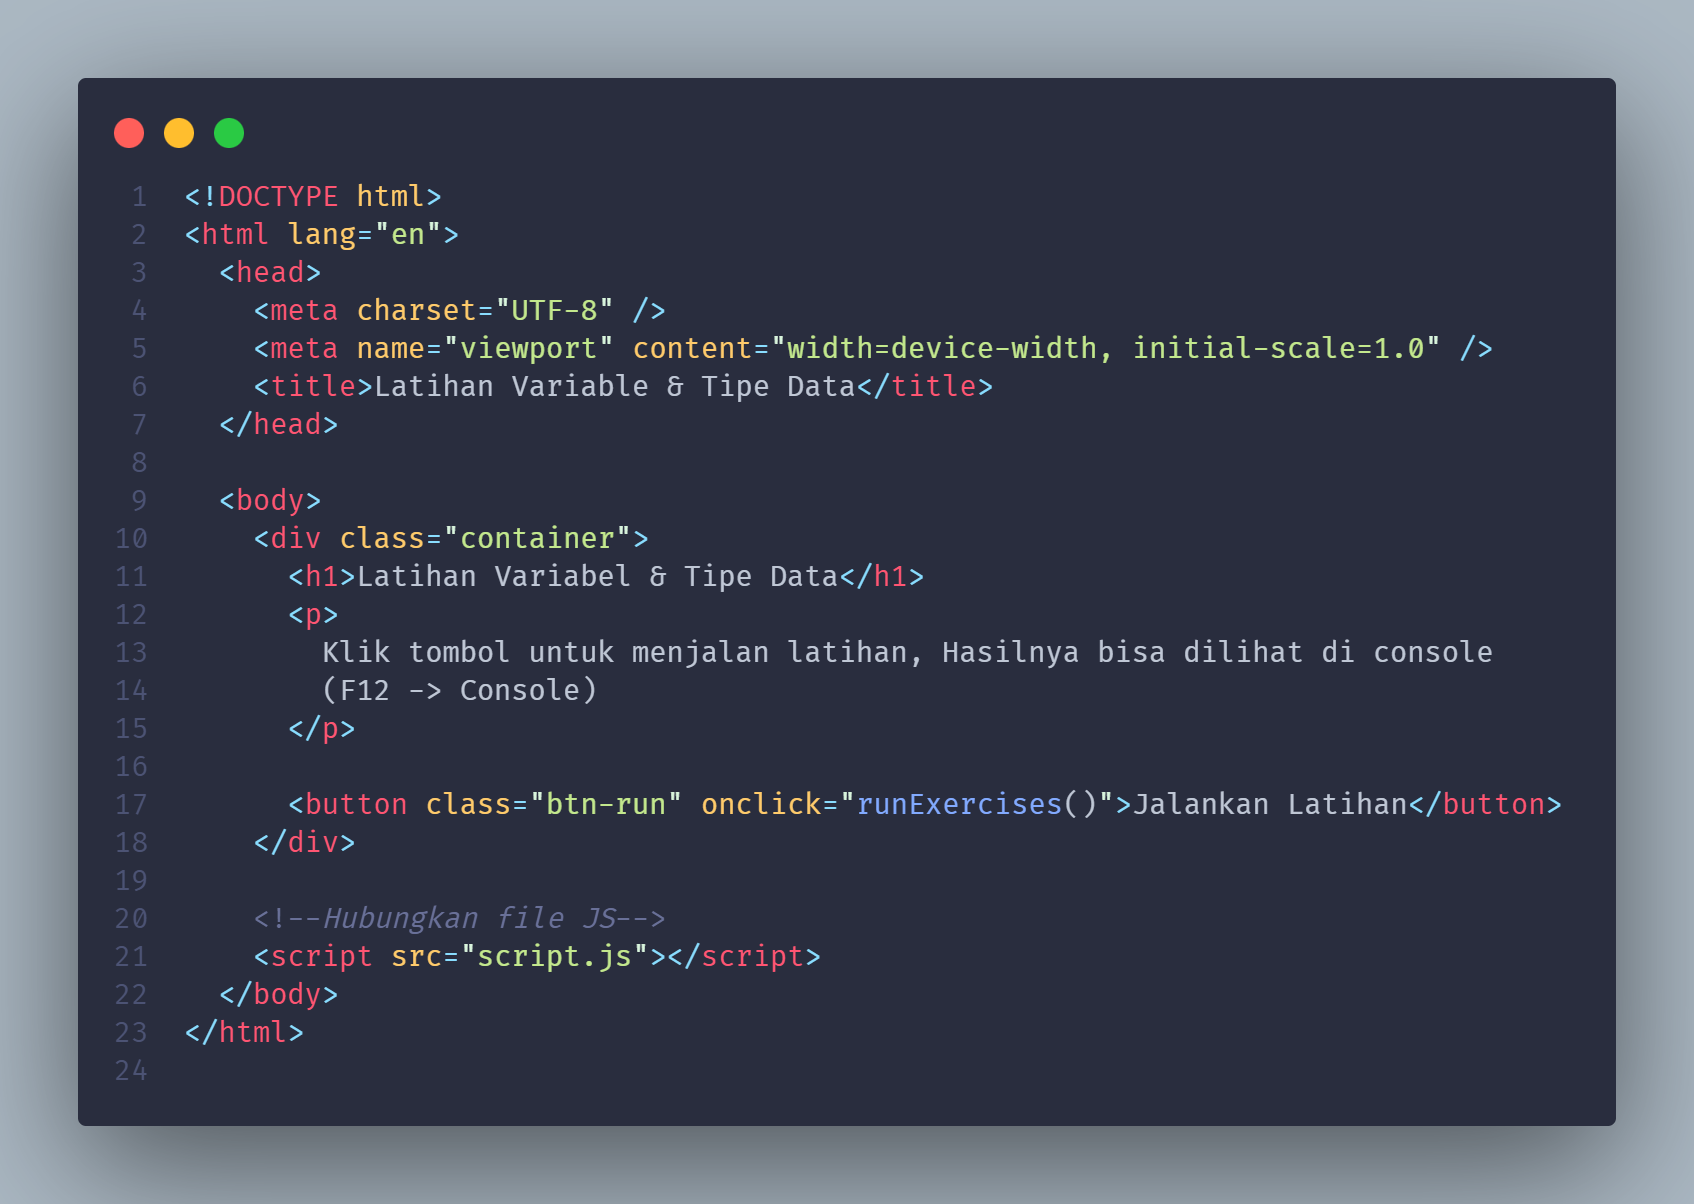 1 <!DOCTYPE html>
2 <html lang="en">
3   <head>
4     <meta charset="UTF-8" />
5     <meta name="viewport" content="width=device-width, initial-scale=1.0" />
6     <title>Latihan Variable & Tipe Data</title>
7   </head>
8
9   <body>
10     <div class="container">
11       <h1>Latihan Variabel & Tipe Data</h1>
12       <p>
13         Klik tombol untuk menjalan latihan, Hasilnya bisa dilihat di console
14         (F12 -> Console)
15       </p>
16
17       <button class="btn-run" onclick="runExercises()">Jalankan Latihan</button>
18     </div>
19
20     <!--Hubungkan file JS-->
21     <script src="script.js"></script>
22   </body>
23 </html>
24